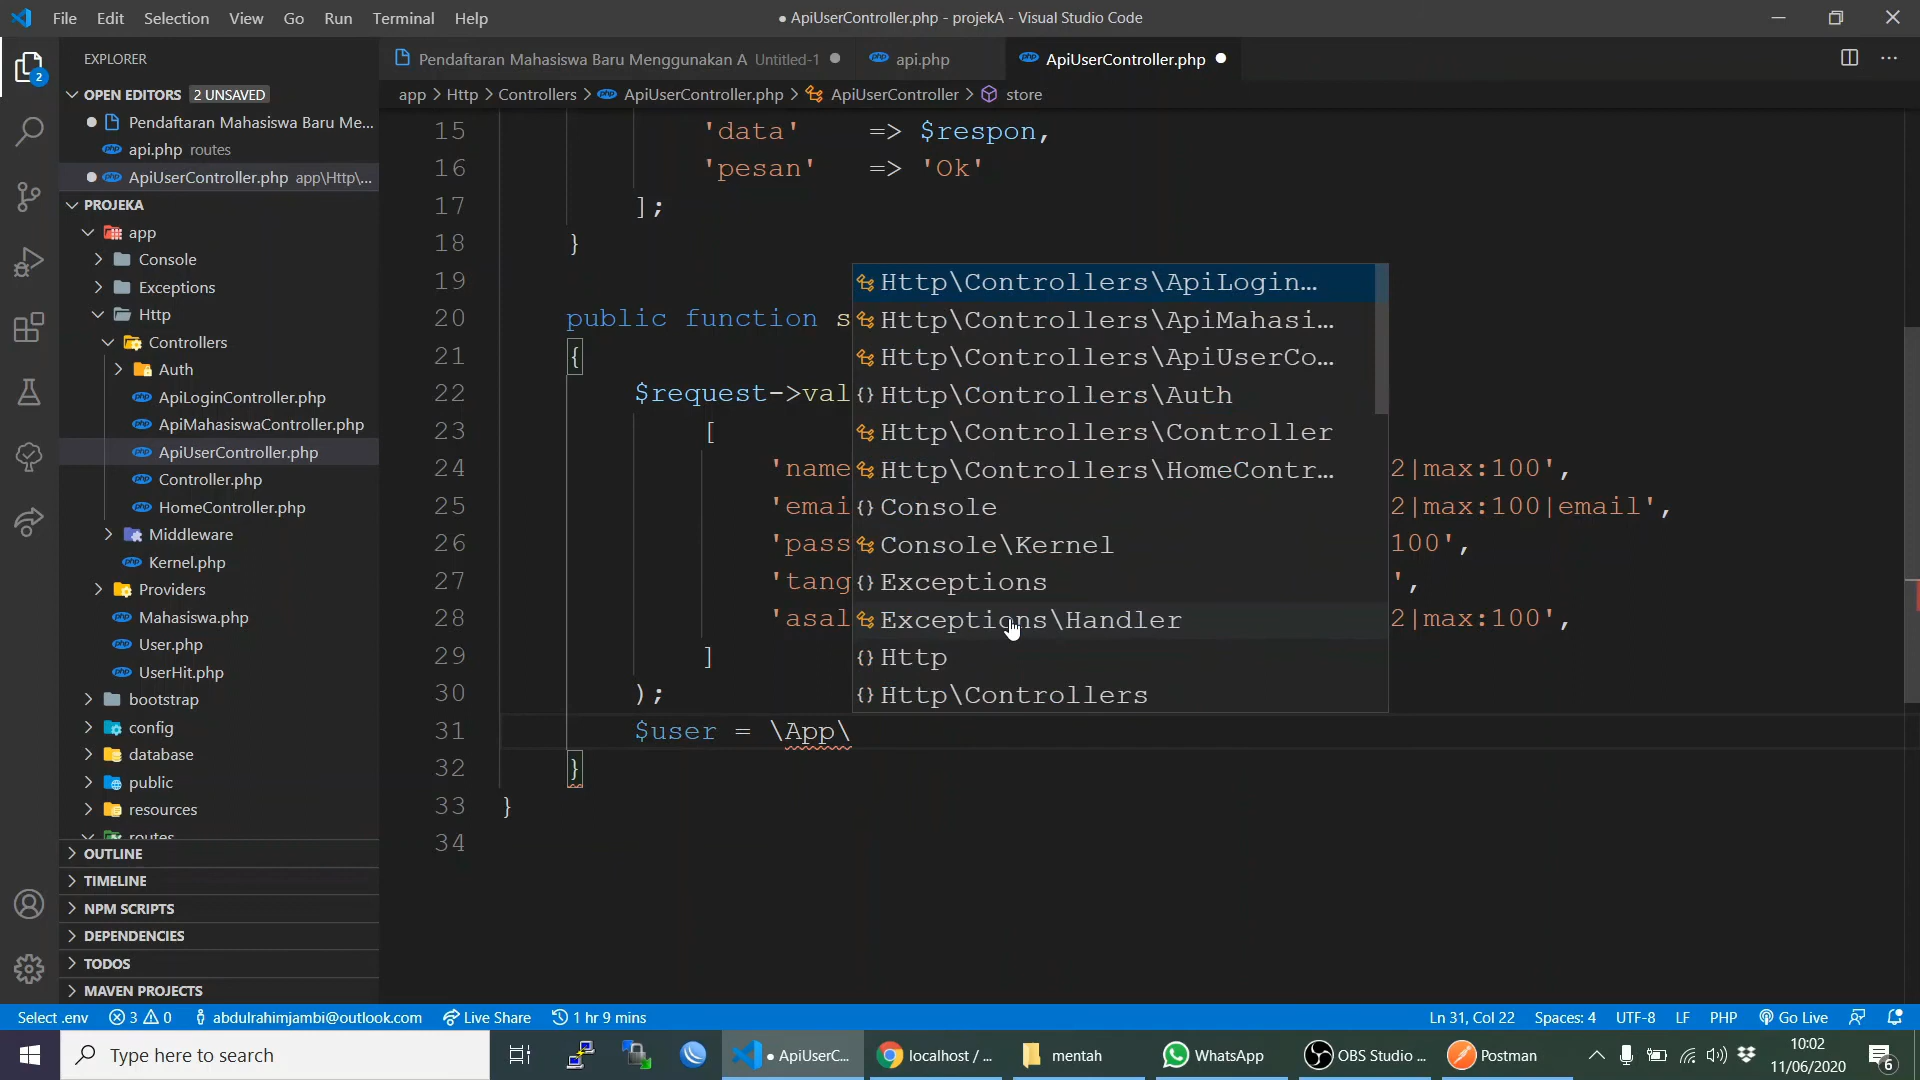 File Edit Selection View Go Run Terminal Help
● ApiUserController.php - projekA - Visual Studio Code
EXPLORER
Pendaftaran Mahasiswa Baru Menggunakan A Untitled-1
api.php
ApiUserController.php
OPEN EDITORS 2 UNSAVED
app > Http > Controllers > ApiUserController.php > ApiUserController > store
2
Pendaftaran Mahasiswa Baru Me...
api.php routes
ApiUserController.php app\Http\...
PROJEKA
app
Console
Exceptions
Http
Controllers
Auth
ApiLoginController.php
ApiMahasiswaController.php
ApiUserController.php
Controller.php
HomeController.php
Middleware
Kernel.php
Providers
Mahasiswa.php
User.php
UserHit.php
bootstrap
config
database
public
resources
routes
OUTLINE
TIMELINE
NPM SCRIPTS
DEPENDENCIES
TODOS
MAVEN PROJECTS
15 'data' => $respon,
16 'pesan' => 'Ok'
17 ];
18 }
19
20 public function s
21 {
22 $request->val
23 [
24 'name 2|max:100',
25 'emai 2|max:100|email',
26 'pass 100',
27 'tang ',
28 'asal 2|max:100',
29 ]
30 );
31 $user = \App\
32 }
33 }
34
Http\Controllers\ApiLogin...
Http\Controllers\ApiMahasi...
Http\Controllers\ApiUserCo...
{} Http\Controllers\Auth
Http\Controllers\Controller
Http\Controllers\HomeContr...
{} Console
Console\Kernel
{} Exceptions
Exceptions\Handler
{} Http
{} Http\Controllers
Select .env 3 0 abdulrahimjambi@outlook.com Live Share 1 hr 9 mins
Ln 31, Col 22 Spaces: 4 UTF-8 LF PHP Go Live
Type here to search
● ApiUserC...
localhost / ...
mentah
WhatsApp
OBS Studio ...
Postman
10:02
11/06/2020
6